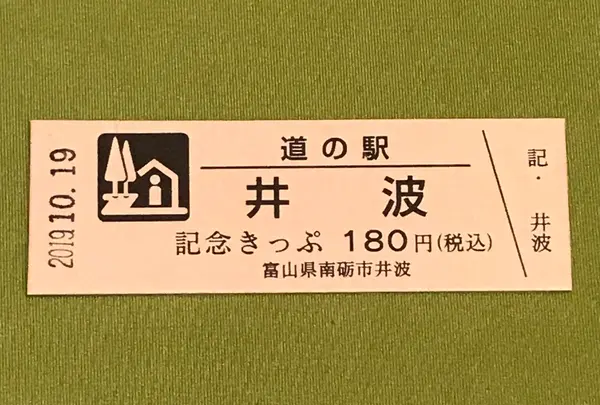 2019.10.19
道の駅
井波
記念きっぷ 180円(税込)
富山県南砺市井波
記・井波